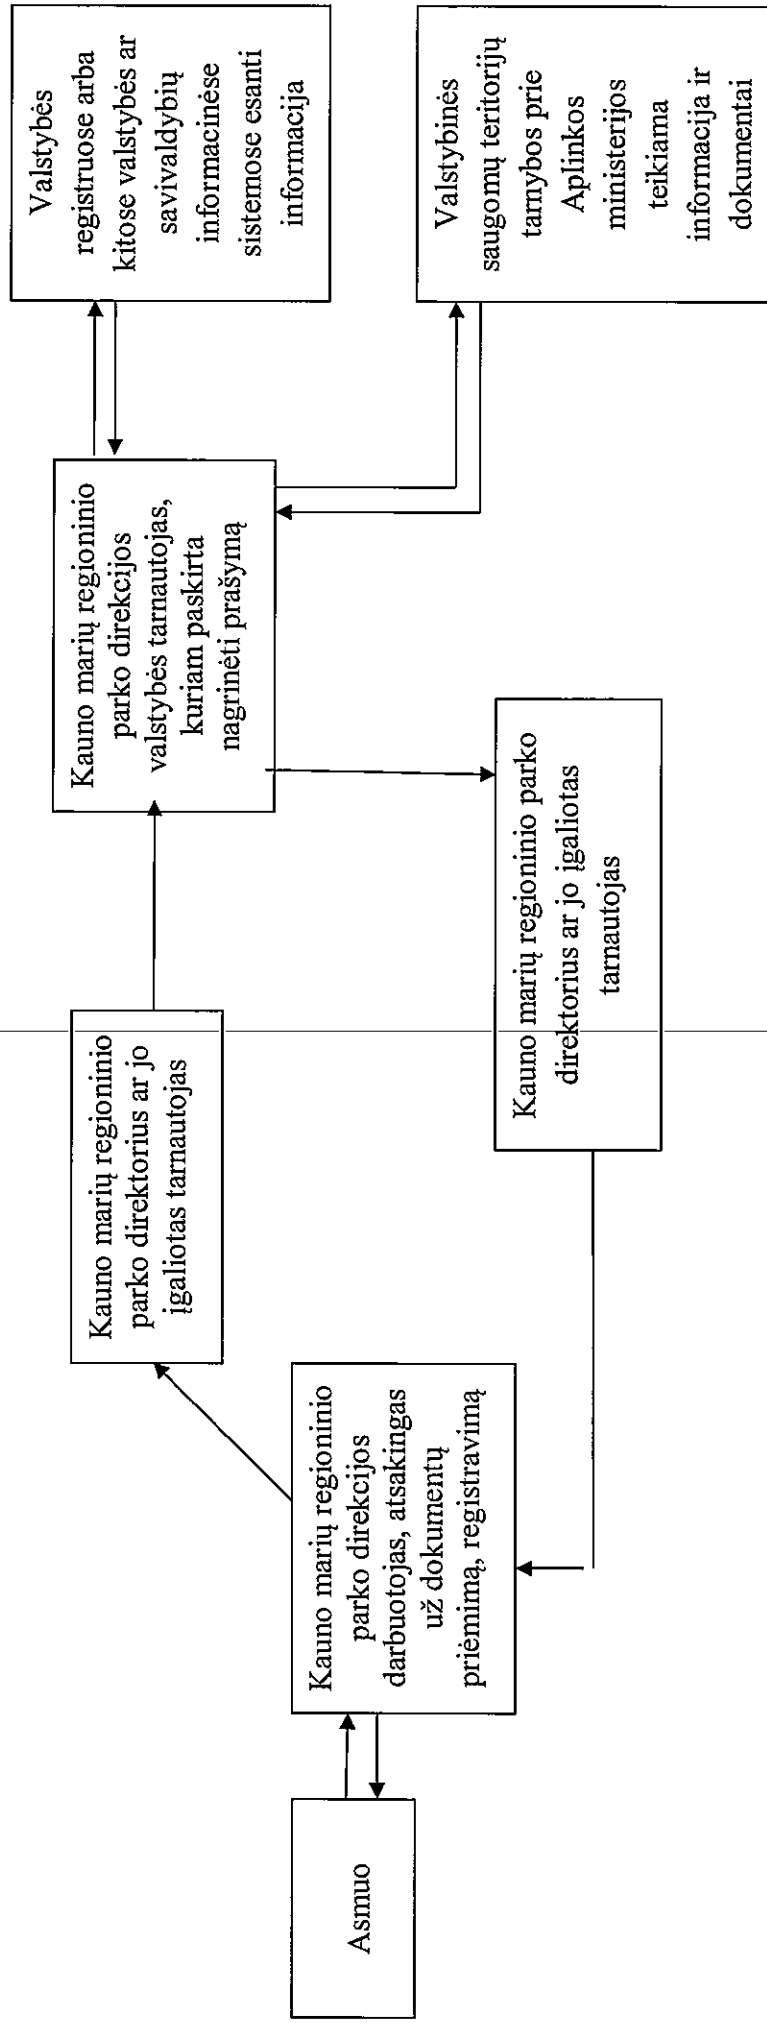 Asmuo
Kauno marių regioninio
parko direkcijos
darbuotojas, atsakingas
už dokumentų
priėmimą, registravimą
Kauno marių regioninio
parko direktorius ar jo
įgaliotas tarnautojas
Kauno marių regioninio
parko direkcijos
valstybės tarnautojas,
kuriam paskirta
nagrinėti prašymą
Valstybės
registruose arba
kitose valstybės ar
savivaldybių
informacinėse
sistemose esanti
informacija
Valstybinės
saugomų teritorijų
tarnybos prie
Aplinkos
ministerijos
teikiama
informacija ir
dokumentai
Kauno marių regioninio parko
direktorius ar jo įgaliotas
tarnautojas